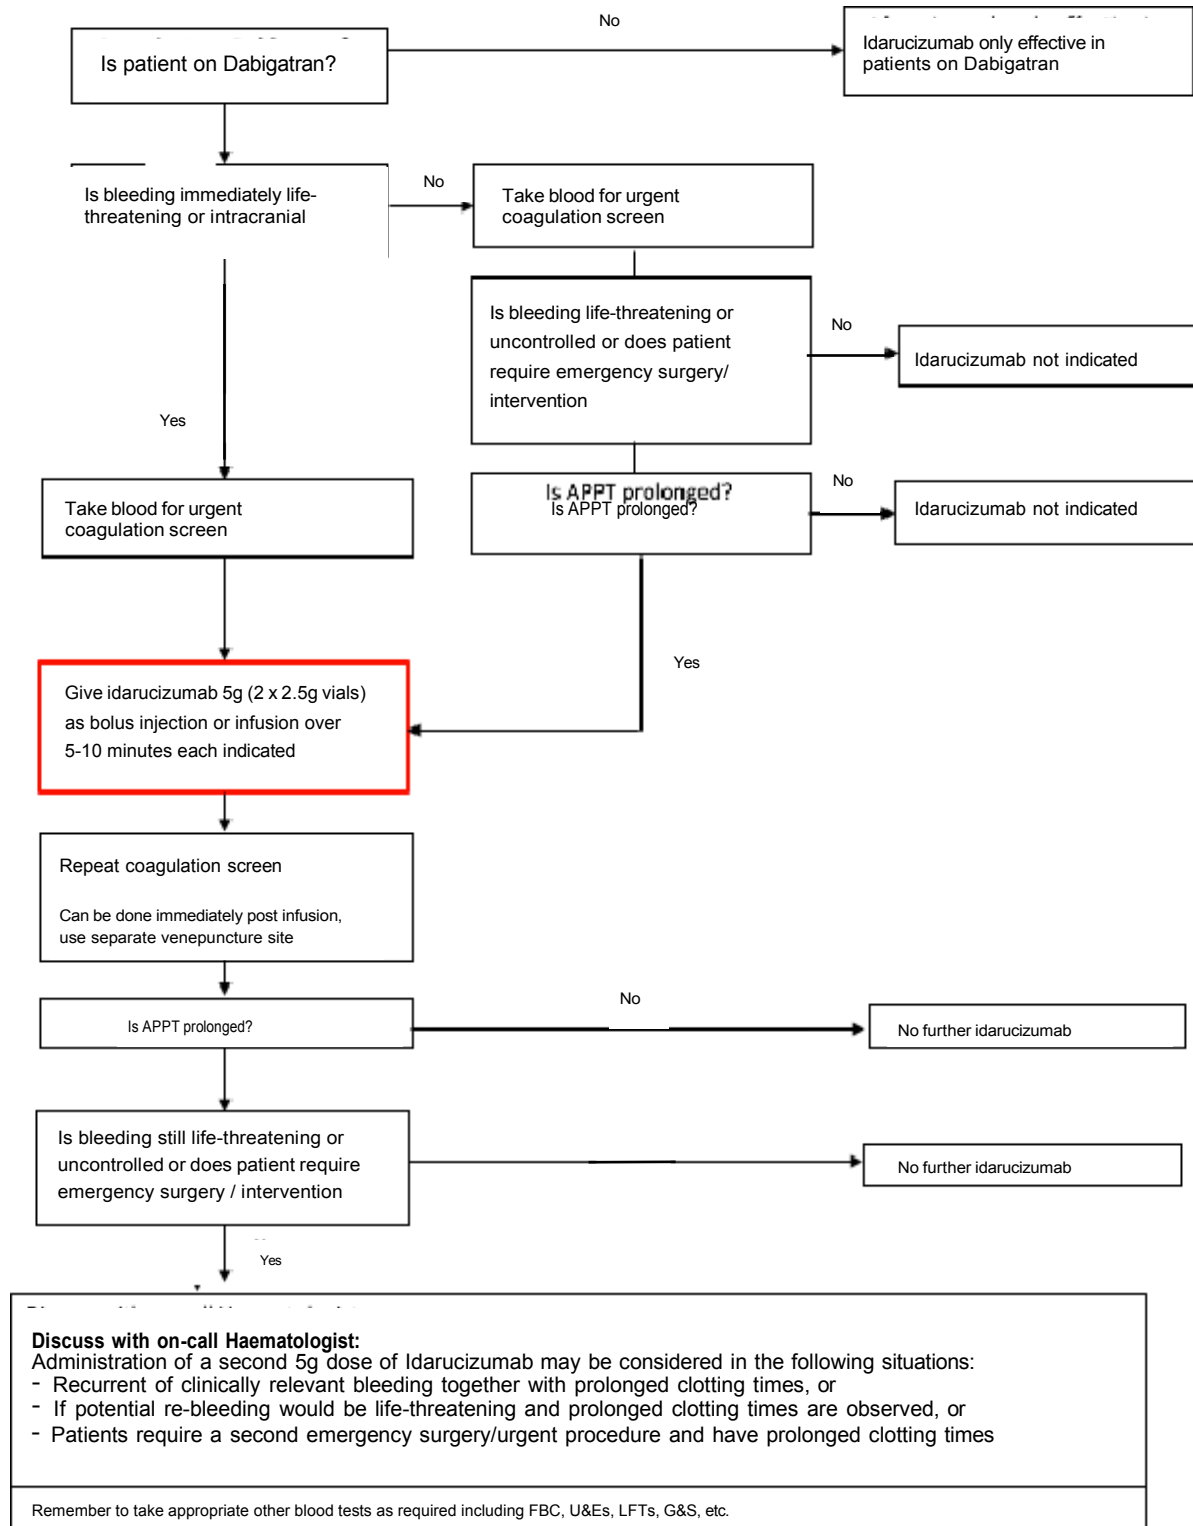 No
Is patient on Dabigatran?
Idarucizumab only effective in
patients on Dabigatran
Is bleeding immediately life-
threatening or intracranial
No
Take blood for urgent
coagulation screen
Is bleeding life-threatening or
uncontrolled or does patient
require emergency surgery/
intervention
No
Idarucizumab not indicated
Yes
Take blood for urgent
coagulation screen
Is APPT prolonged?
Is APPT prolonged?
No
Idarucizumab not indicated
Yes
Give idarucizumab 5g (2 x 2.5g vials)
as bolus injection or infusion over
5-10 minutes each indicated
Repeat coagulation screen
Can be done immediately post infusion,
use separate venepuncture site
Is APPT prolonged?
No
No further idarucizumab
Is bleeding still life-threatening or
uncontrolled or does patient require
emergency surgery / intervention
No further idarucizumab
Yes
Discuss with on-call Haematologist:
Administration of a second 5g dose of Idarucizumab may be considered in the following situations:
- Recurrent of clinically relevant bleeding together with prolonged clotting times, or
- If potential re-bleeding would be life-threatening and prolonged clotting times are observed, or
- Patients require a second emergency surgery/urgent procedure and have prolonged clotting times
Remember to take appropriate other blood tests as required including FBC, U&Es, LFTs, G&S, etc.